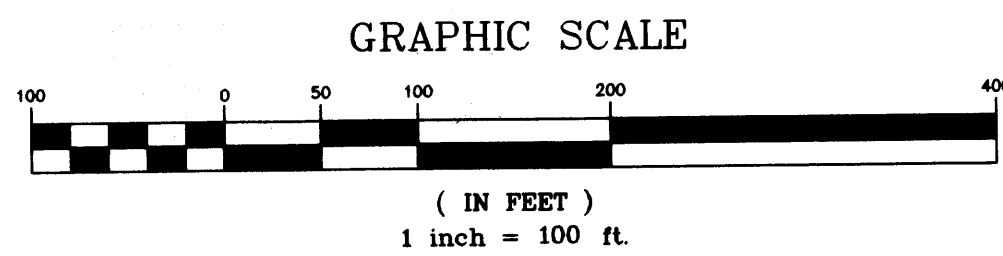 GRAPHIC SCALE
100 0 50 100 200 400
( IN FEET )
1 inch = 100 ft.